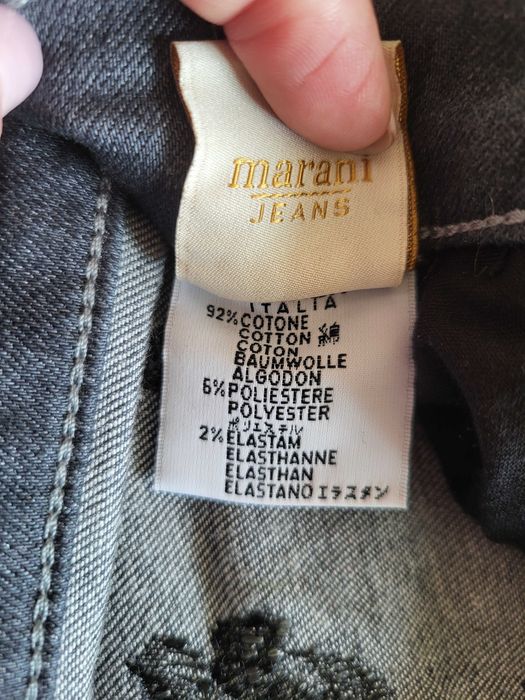 marani
JEANS
ITALIA
92% COTONE
COTTON 綿
COTON
BAUMWOLLE
ALGODON
6% POLIESTERE
POLYESTER
ポリエステル
2% ELASTAM
ELASTHANNE
ELASTHAN
ELASTANO エラスタン